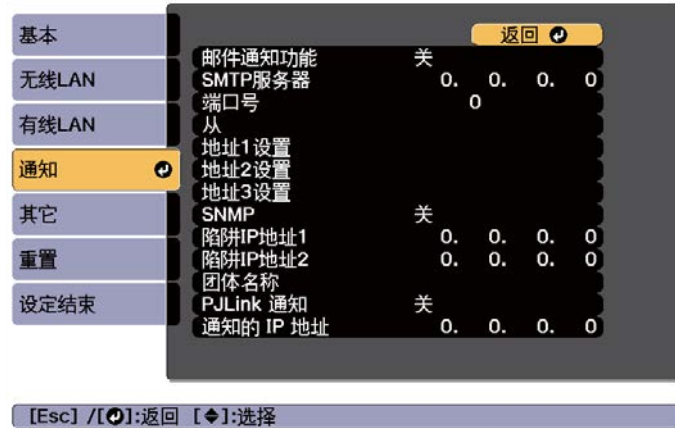 基本
无线LAN
有线LAN
通知
其它
重置
设定结束
返回
邮件通知功能 关
SMTP服务器 0. 0. 0. 0
端口号 0
从
地址1设置
地址2设置
地址3设置
SNMP 关
陷阱IP地址1 0. 0. 0. 0
陷阱IP地址2 0. 0. 0. 0
团体名称
PJLink 通知 关
通知的 IP 地址 0. 0. 0. 0
[Esc] /[⏎]:返回 [◆]:选择